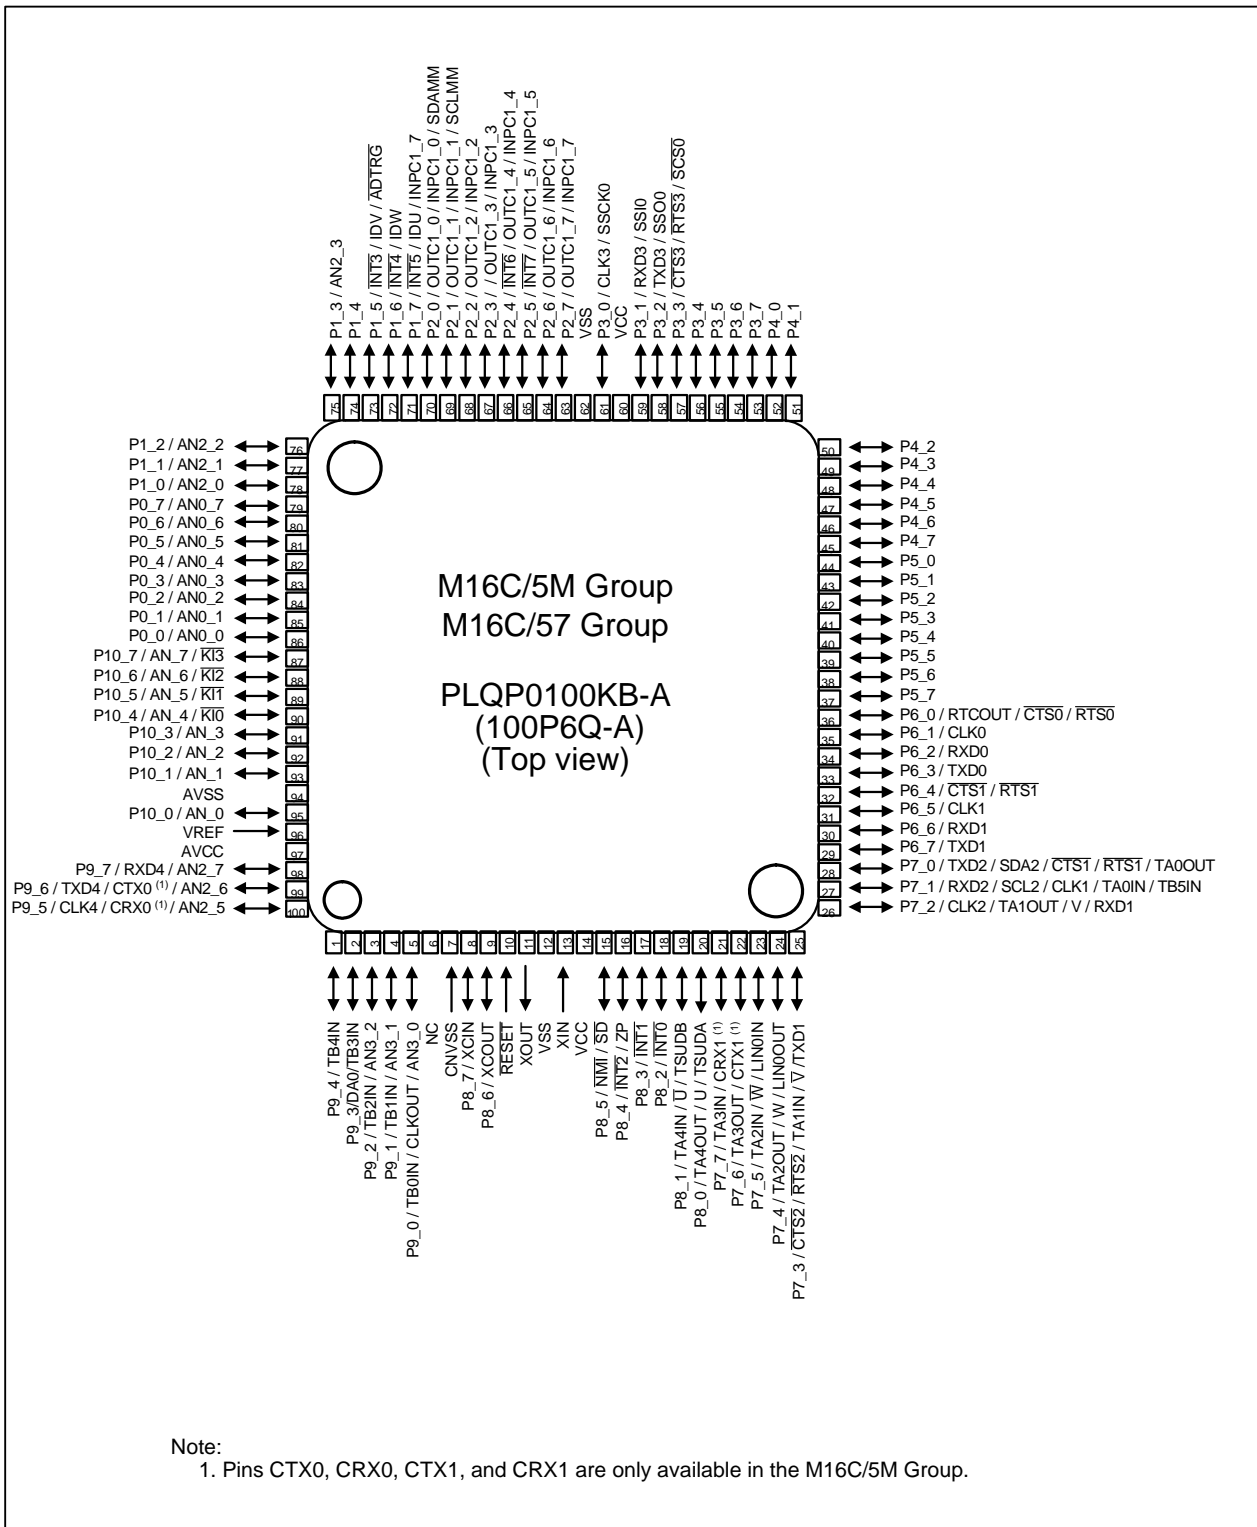 P1_3 / AN2_3
P1_4
P1_5 / INT3 / IDV / ADTRG
P1_6 / INT4 / IDW
P1_7 / INT5 / IDU / INPC1_7
P2_0 / OUTC1_0 / INPC1_0 / SDAMM
P2_1 / OUTC1_1 / INPC1_1 / SCLMM
P2_2 / OUTC1_2 / INPC1_2
P2_3 / / OUTC1_3 / INPC1_3
P2_4 / INT6 / OUTC1_4 / INPC1_4
P2_5 / INT7 / OUTC1_5 / INPC1_5
P2_6 / OUTC1_6 / INPC1_6
P2_7 / OUTC1_7 / INPC1_7
VSS
P3_0 / CLK3 / SSCK0
VCC
P3_1 / RXD3 / SSI0
P3_2 / TXD3 / SSO0
P3_3 / CTS3 / RTS3 / SCS0
P3_4
P3_5
P3_6
P3_7
P4_0
P4_1
75 74 73 72 71 70 69 68 67 66 65 64 63 62 61 60 59 58 57 56 55 54 53 52 51
P1_2 / AN2_2 76
P1_1 / AN2_1 77
P1_0 / AN2_0 78
P0_7 / AN0_7 79
P0_6 / AN0_6 80
P0_5 / AN0_5 81
P0_4 / AN0_4 82
P0_3 / AN0_3 83
P0_2 / AN0_2 84
P0_1 / AN0_1 85
P0_0 / AN0_0 86
P10_7 / AN_7 / KI3 87
P10_6 / AN_6 / KI2 88
P10_5 / AN_5 / KI1 89
P10_4 / AN_4 / KI0 90
P10_3 / AN_3 91
P10_2 / AN_2 92
P10_1 / AN_1 93
AVSS 94
P10_0 / AN_0 95
VREF 96
AVCC 97
P9_7 / RXD4 / AN2_7 98
P9_6 / TXD4 / CTX0 (1) / AN2_6 99
P9_5 / CLK4 / CRX0 (1) / AN2_5 100
M16C/5M Group
M16C/57 Group
PLQP0100KB-A
(100P6Q-A)
(Top view)
50 P4_2
49 P4_3
48 P4_4
47 P4_5
46 P4_6
45 P4_7
44 P5_0
43 P5_1
42 P5_2
41 P5_3
40 P5_4
39 P5_5
38 P5_6
37 P5_7
36 P6_0 / RTCOUT / CTS0 / RTS0
35 P6_1 / CLK0
34 P6_2 / RXD0
33 P6_3 / TXD0
32 P6_4 / CTS1 / RTS1
31 P6_5 / CLK1
30 P6_6 / RXD1
29 P6_7 / TXD1
28 P7_0 / TXD2 / SDA2 / CTS1 / RTS1 / TA0OUT
27 P7_1 / RXD2 / SCL2 / CLK1 / TA0IN / TB5IN
26 P7_2 / CLK2 / TA1OUT / V / RXD1
1 2 3 4 5 6 7 8 9 10 11 12 13 14 15 16 17 18 19 20 21 22 23 24 25
P9_4 / TB4IN
P9_3/DA0/TB3IN
P9_2 / TB2IN / AN3_2
P9_1 / TB1IN / AN3_1
P9_0 / TB0IN / CLKOUT / AN3_0
NC
CNVSS
P8_7 / XCIN
P8_6 / XCOUT
RESET
XOUT
VSS
XIN
VCC
P8_5 / NMI / SD
P8_4 / INT2 / ZP
P8_3 / INT1
P8_2 / INT0
P8_1 / TA4IN / U / TSUDB
P8_0 / TA4OUT / U / TSUDA
P7_7 / TA3IN / CRX1 (1)
P7_6 / TA3OUT / CTX1 (1)
P7_5 / TA2IN / W / LIN0IN
P7_4 / TA2OUT / W / LIN0OUT
P7_3 / CTS2 / RTS2 / TA1IN / V /TXD1
Note:
1. Pins CTX0, CRX0, CTX1, and CRX1 are only available in the M16C/5M Group.